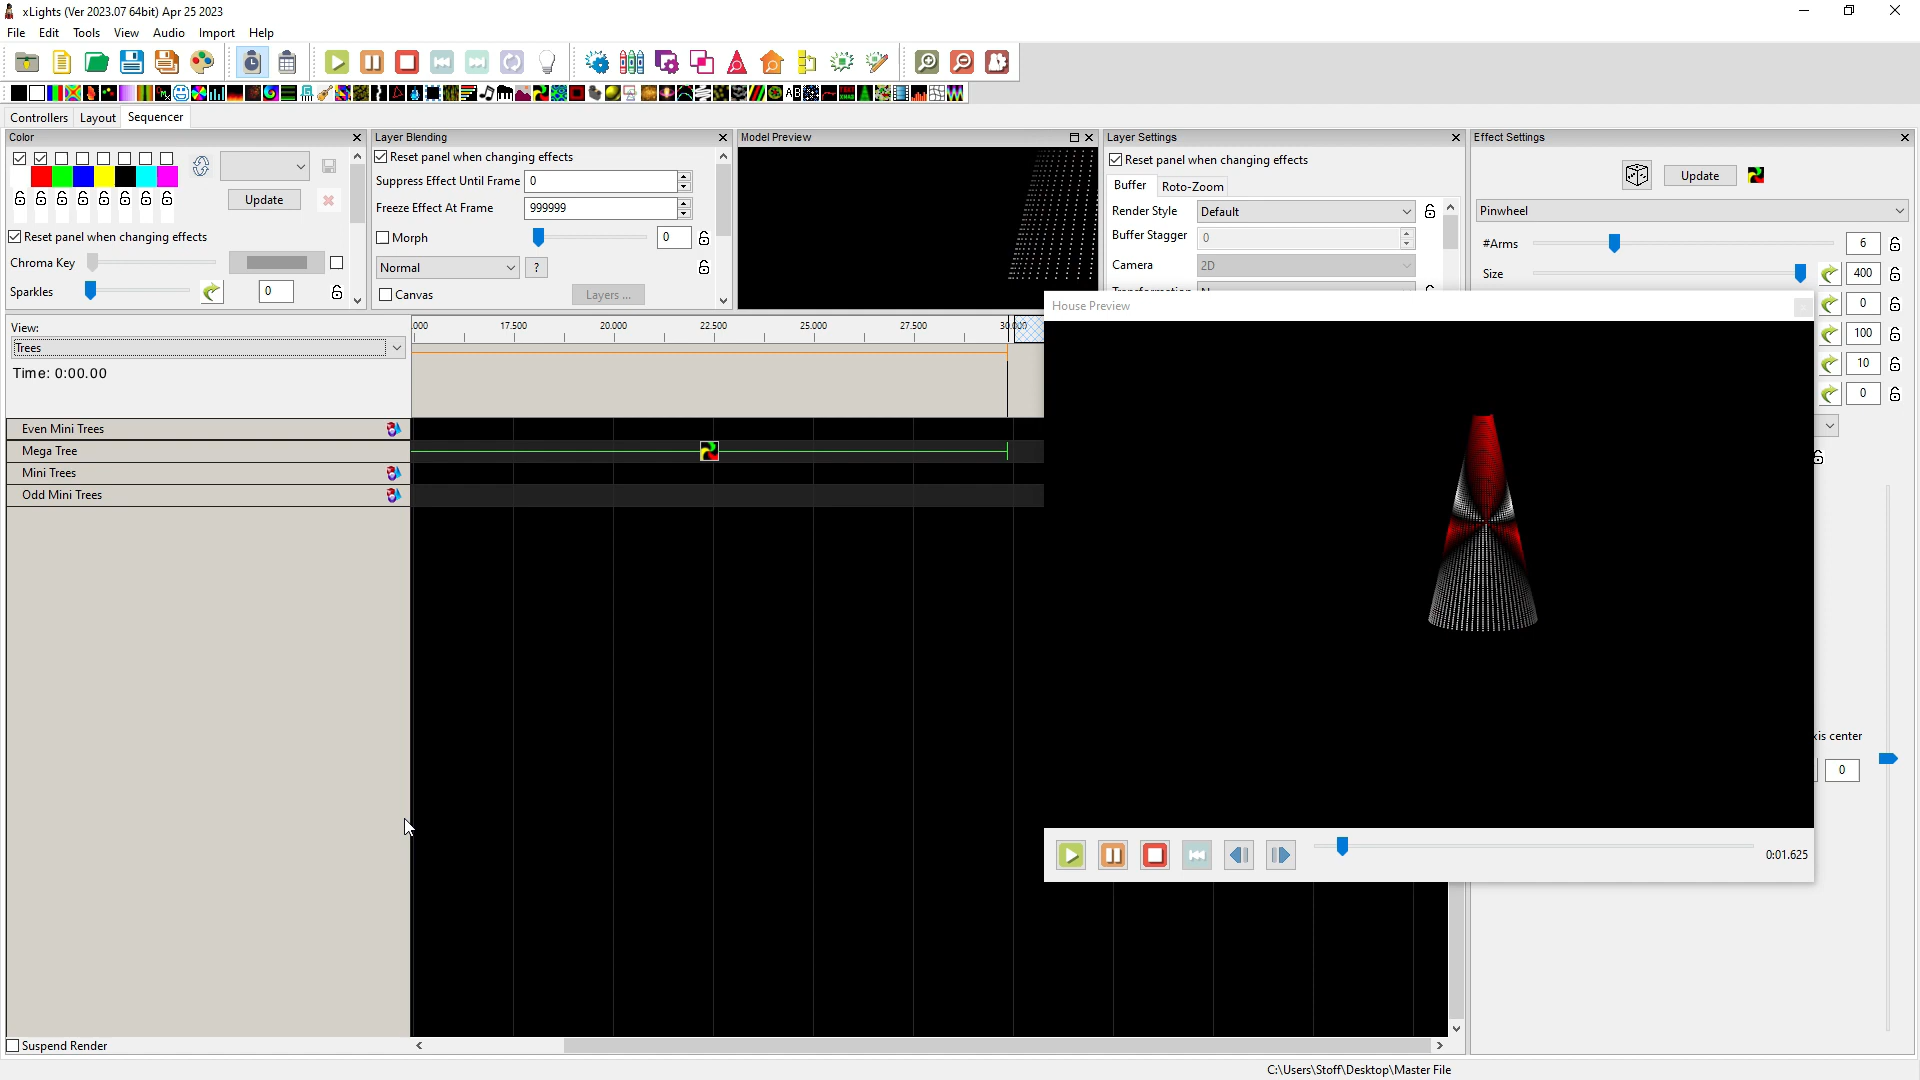 xLights (Ver 2023.07 64bit) Apr 25 2023
File Edit Tools View Audio Import Help
Controllers Layout Sequencer
Color
Update
Reset panel when changing effects
Chroma Key
Sparkles 0
Layer Blending
Reset panel when changing effects
Suppress Effect Until Frame 0
Freeze Effect At Frame 999999
Morph 0
Normal ?
Canvas Layers ...
Model Preview
Layer Settings
Reset panel when changing effects
Buffer Roto-Zoom
Render Style Default
Buffer Stagger 0
Camera 2D
Effect Settings
Update
Pinwheel
#Arms 6
Size 400
0
100
10
0
xis center
0
View:
Trees
Time: 0:00.00
.000 17.500 20.000 22.500 25.000 27.500 30.000
Even Mini Trees
Mega Tree
Mini Trees
Odd Mini Trees
House Preview
0:01.625
Suspend Render
C:\Users\Stoff\Desktop\Master File